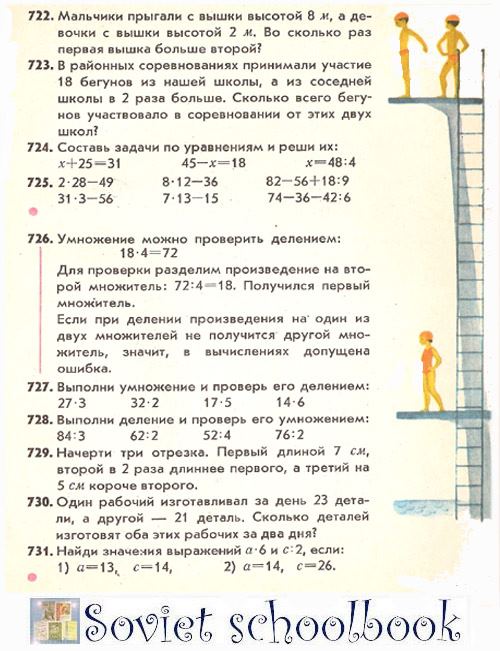 722. Мальчики прыгали с вышки высотой 8 м, а де-
вочки с вышки высотой 2 м. Во сколько раз
первая вышка больше второй?
723. В районных соревнованиях принимали участие
18 бегунов из нашей школы, а из соседней
школы в 2 раза больше. Сколько всего бегу-
нов участвовало в соревновании от этих двух
школ?
724. Составь задачи по уравнениям и реши их:
x+25=31 45−x=18 x=48:4
725. 2·28−49 8·12−36 82−56+18:9
31·3−56 7·13−15 74−36−42:6
726. Умножение можно проверить делением:
18·4=72
Для проверки разделим произведение на вто-
рой множитель: 72:4=18. Получился первый
множитель.
Если при делении произведения на один из
двух множителей не получится другой мно-
житель, значит, в вычислениях допущена
ошибка.
727. Выполни умножение и проверь его делением:
27·3 32·2 17·5 14·6
728. Выполни деление и проверь его умножением:
84:3 62:2 52:4 76:2
729. Начерти три отрезка. Первый длиной 7 см,
второй в 2 раза длиннее первого, а третий на
5 см короче второго.
730. Один рабочий изготавливал за день 23 дета-
ли, а другой — 21 деталь. Сколько деталей
изготовят оба этих рабочих за два дня?
731. Найди значения выражений a·6 и c:2, если:
1) a=13, c=14, 2) a=14, c=26.
Soviet schoolbook